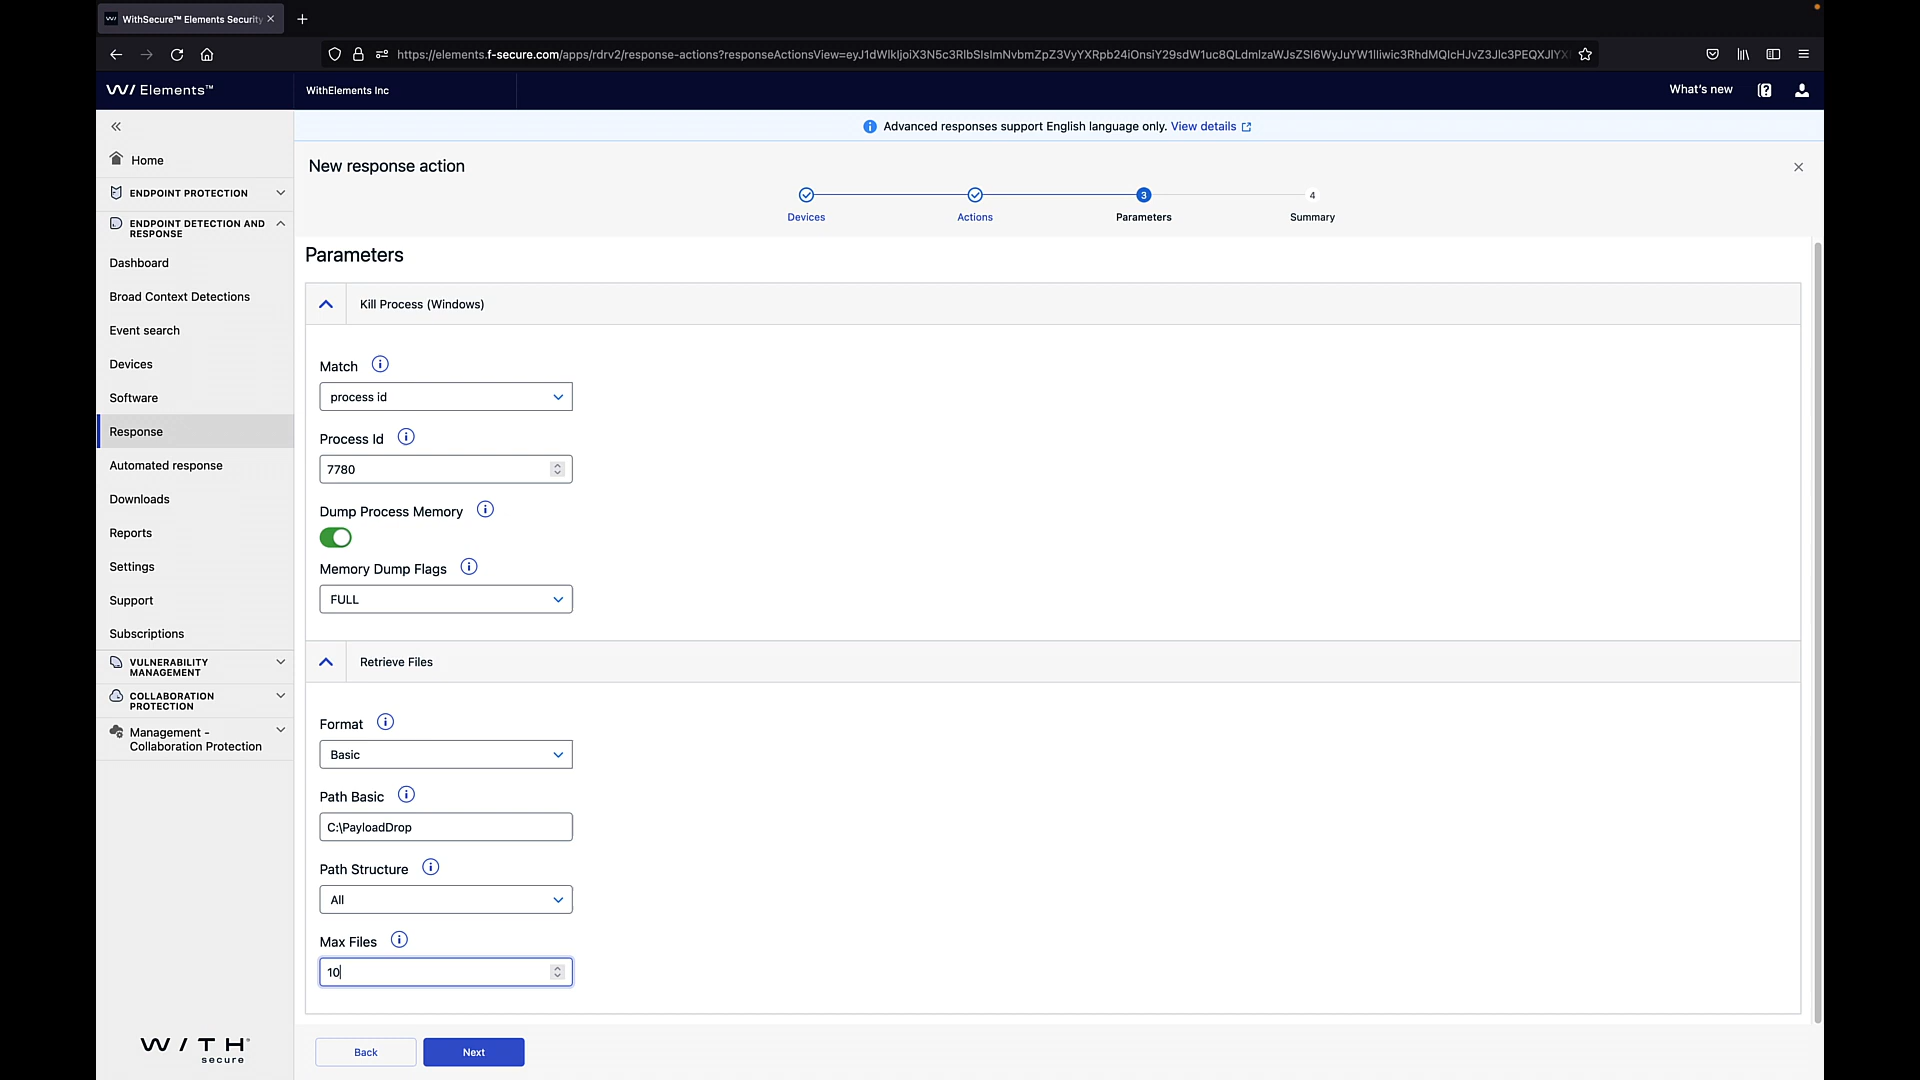 WithSecure™ Elements Security
https://elements.f-secure.com/apps/rdrv2/response-actions?responseActionsView=
W/ Elements™
WithElements Inc
What's new
Advanced responses support English language only. View details
Home
ENDPOINT PROTECTION
ENDPOINT DETECTION AND
RESPONSE
Dashboard
Broad Context Detections
Event search
Devices
Software
Response
Automated response
Downloads
Reports
Settings
Support
Subscriptions
VULNERABILITY
MANAGEMENT
COLLABORATION
PROTECTION
Management -
Collaboration Protection
W / T H
secure
New response action
3
4
Devices
Actions
Parameters
Summary
Parameters
Kill Process (Windows)
Match
process id
Process Id
7780
Dump Process Memory
Memory Dump Flags
FULL
Retrieve Files
Format
Basic
Path Basic
C:\PayloadDrop
Path Structure
All
Max Files
10
Back
Next